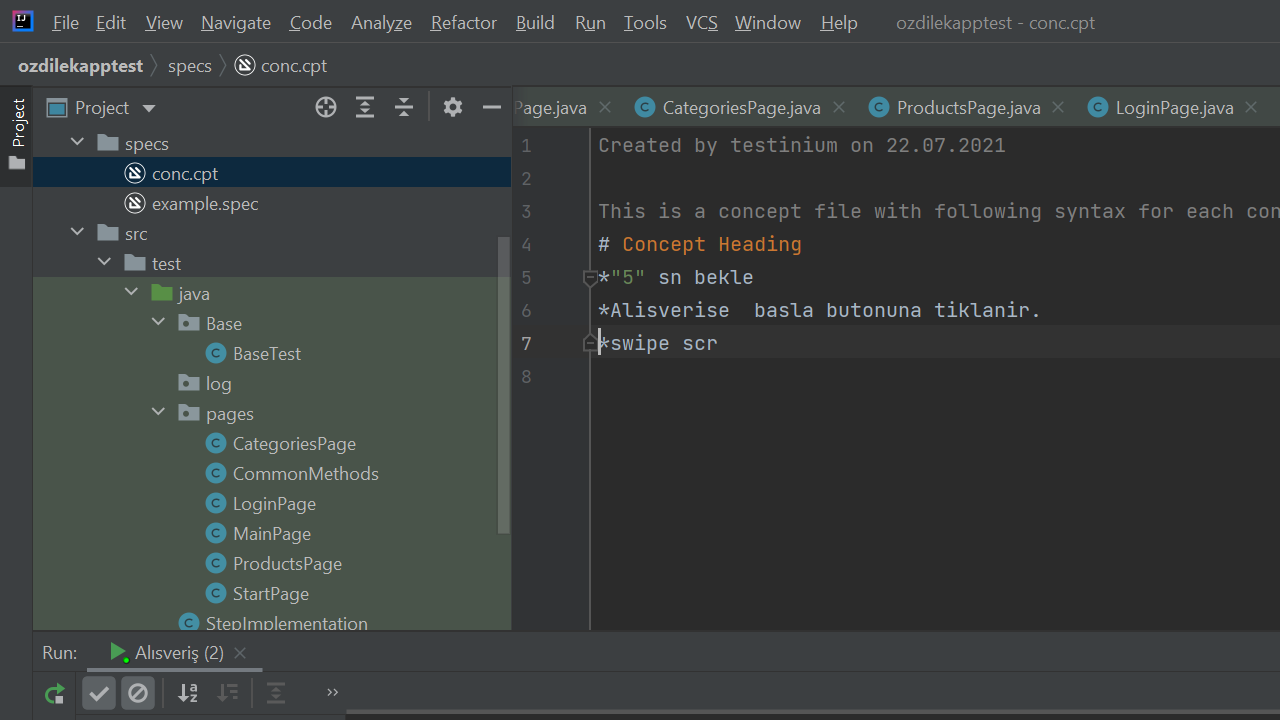 File Edit View Navigate Code Analyze Refactor Build Run Tools VCS Window Help ozdilekapptest - conc.cpt
ozdilekapptest specs conc.cpt
Project
Project
Page.java CategoriesPage.java ProductsPage.java LoginPage.java
specs
conc.cpt
example.spec
src
test
java
Base
BaseTest
log
pages
CategoriesPage
CommonMethods
LoginPage
MainPage
ProductsPage
StartPage
StepImplementation
1 Created by testinium on 22.07.2021
2
3 This is a concept file with following syntax for each con
4 # Concept Heading
5 *"5" sn bekle
6 *Alisverise  basla butonuna tiklanir.
7 *swipe scr
8
Run: Alısveriş (2)